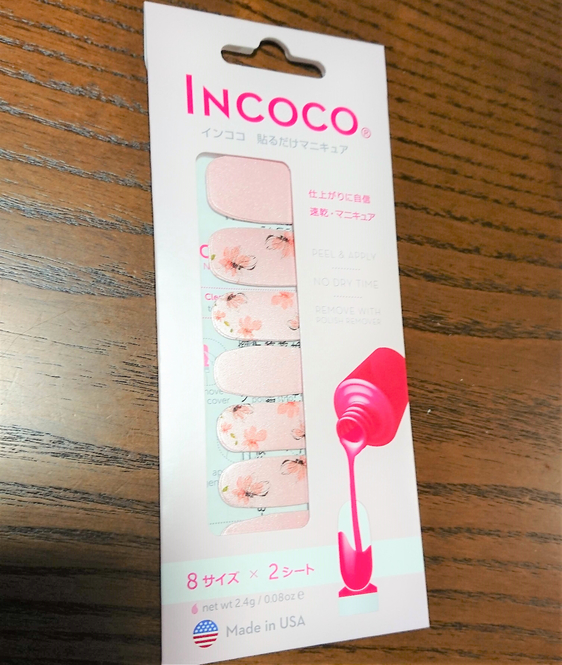 INCOCO®
インココ 貼るだけマニキュア
仕上がりに自信
速乾・マニキュア
PEEL & APPLY
NO DRY TIME
REMOVE WITH
POLISH REMOVER
8サイズ × 2シート
net wt 2.4g / 0.08oz e
Made in USA